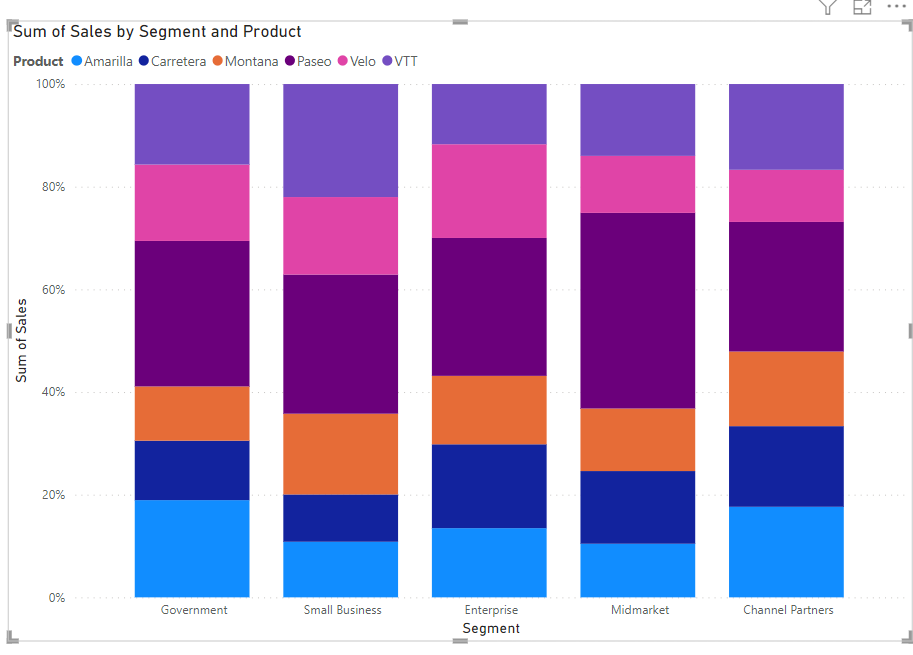 Sum of Sales by Segment and Product
Product Amarilla Carretera Montana Paseo Velo VTT
100%
80%
60%
40%
20%
0%
Sum of Sales
Government Small Business Enterprise Midmarket Channel Partners
Segment